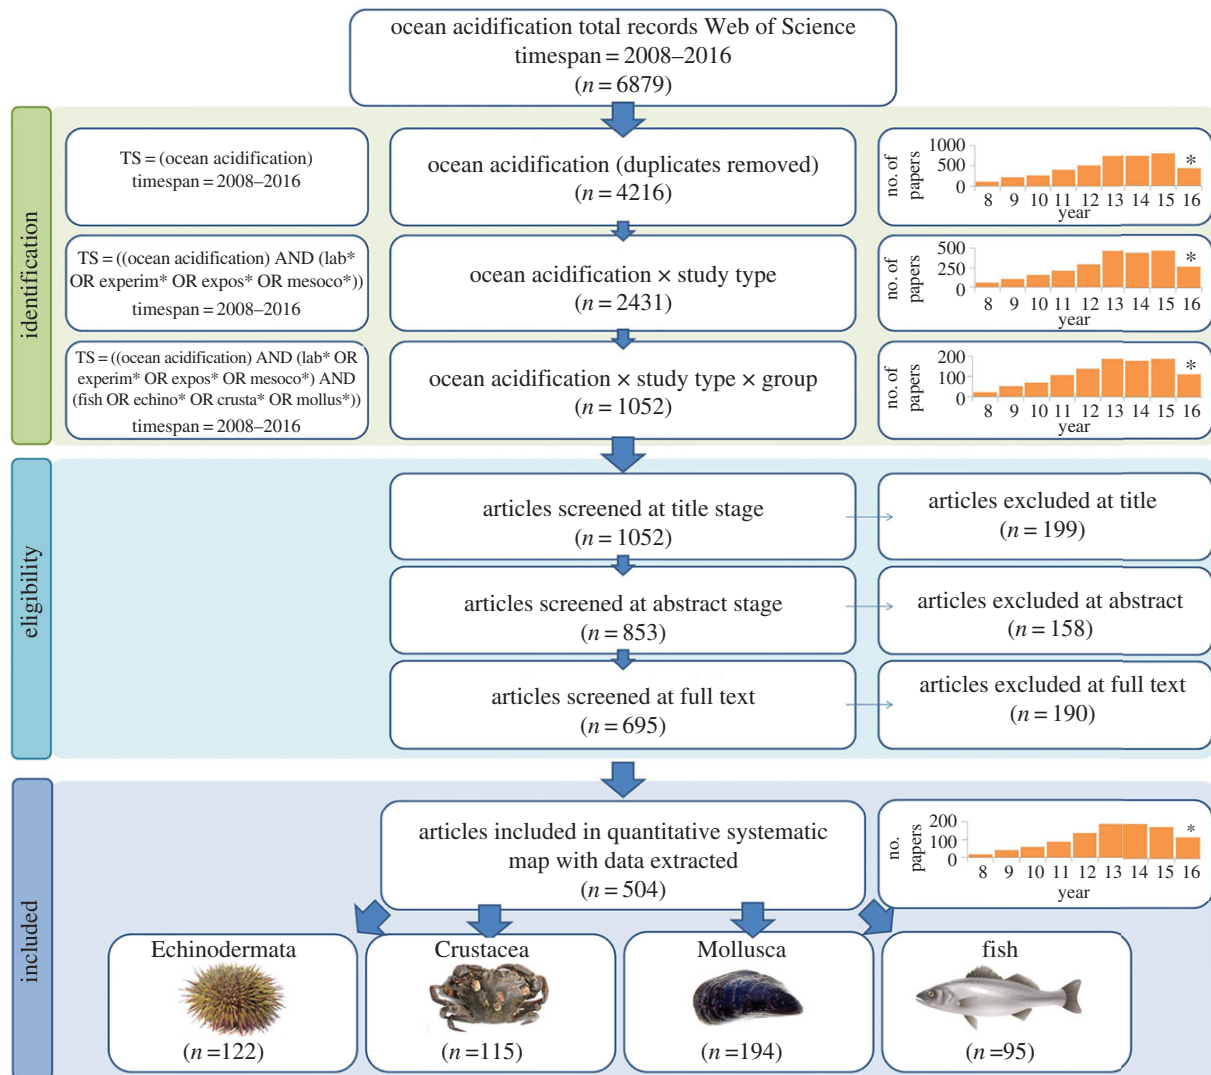 ocean acidification total records Web of Science
timespan = 2008–2016
(n = 6879)
identification
TS = (ocean acidification)
timespan = 2008–2016
ocean acidification (duplicates removed)
(n = 4216)
no. of
papers
1000
500
0
*
8 9 10 11 12 13 14 15 16
year
TS = ((ocean acidification) AND (lab*
OR experim* OR expos* OR mesoco*))
timespan = 2008–2016
ocean acidification × study type
(n = 2431)
no. of
papers
500
250
0
*
8 9 10 11 12 13 14 15 16
year
TS = ((ocean acidification) AND (lab* OR
experim* OR expos* OR mesoco*) AND
(fish OR echino* OR crusta* OR mollus*))
timespan = 2008–2016
ocean acidification × study type × group
(n = 1052)
no. of
papers
200
100
0
*
8 9 10 11 12 13 14 15 16
year
eligibility
articles screened at title stage
(n = 1052)
articles excluded at title
(n = 199)
articles screened at abstract stage
(n = 853)
articles excluded at abstract
(n = 158)
articles screened at full text
(n = 695)
articles excluded at full text
(n = 190)
included
articles included in quantitative systematic
map with data extracted
(n = 504)
no.
papers
200
100
0
*
8 9 10 11 12 13 14 15 16
year
Echinodermata
(n =122)
Crustacea
(n =115)
Mollusca
(n =194)
fish
(n =95)